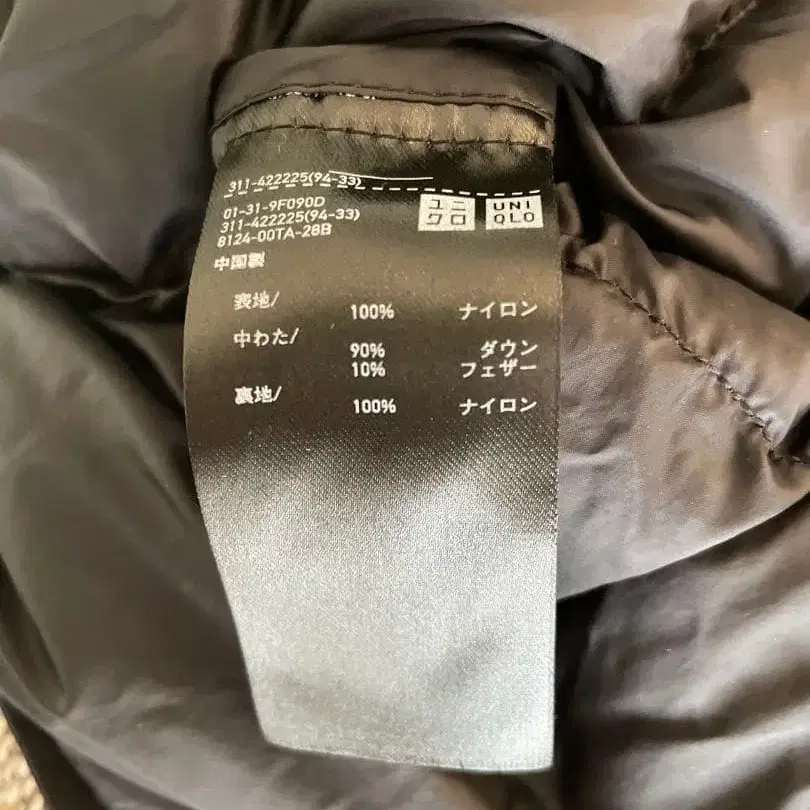 311-422225(94-33)
01-31-9F090D
311-422225(94-33)
8124-00TA-28B
中国製
ユニ
クロ
UNI
QLO
表地/ 100% ナイロン
中わた/ 90% ダウン
10% フェザー
裏地/ 100% ナイロン